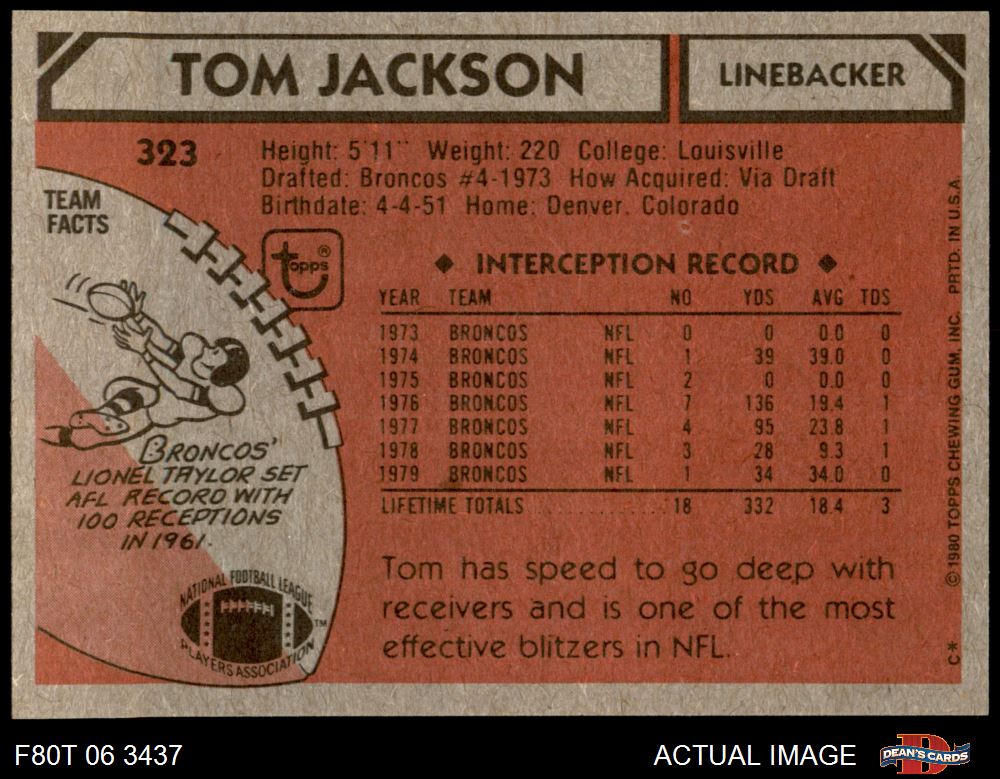 TOM JACKSON
LINEBACKER
323
Height: 5'11" Weight: 220 College: Louisville
Drafted: Broncos #4-1973 How Acquired: Via Draft
Birthdate: 4-4-51 Home: Denver, Colorado
TEAM
FACTS
topps ®
◆ INTERCEPTION RECORD ◆
YEAR TEAM NO YDS AVG TDS
1973 BRONCOS NFL 0 0 0.0 0
1974 BRONCOS NFL 1 39 39.0 0
1975 BRONCOS NFL 2 0 0.0 0
1976 BRONCOS NFL 7 136 19.4 1
1977 BRONCOS NFL 4 95 23.8 1
1978 BRONCOS NFL 3 28 9.3 1
1979 BRONCOS NFL 1 34 34.0 0
LIFETIME TOTALS 18 332 18.4 3
BRONCOS'
LIONEL TAYLOR SET
AFL RECORD WITH
100 RECEPTIONS
IN 1961.
NATIONAL FOOTBALL LEAGUE
PLAYERS ASSOCIATION
TM
Tom has speed to go deep with
receivers and is one of the most
effective blitzers in NFL.
C* © 1980 TOPPS CHEWING GUM, INC. PRTD. IN U.S.A.
F80T 06 3437
ACTUAL IMAGE
DEAN'S CARDS